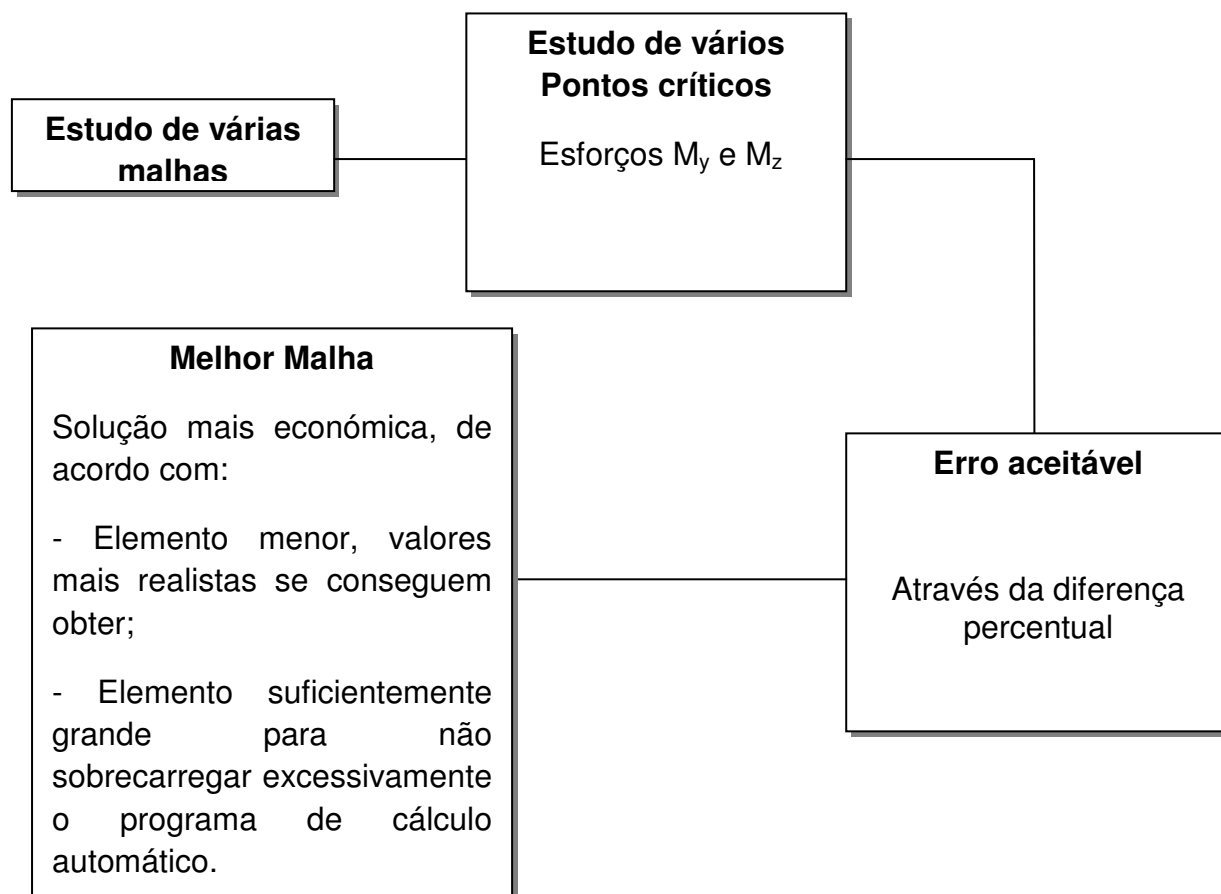 Estudo de várias
malhas
Estudo de vários
Pontos críticos
Esforços My e Mz
Erro aceitável
Através da diferença
percentual
Melhor Malha
Solução mais económica, de
acordo com:
- Elemento menor, valores
mais realistas se conseguem
obter;
- Elemento suficientemente
grande para não
sobrecarregar excessivamente
o programa de cálculo
automático.